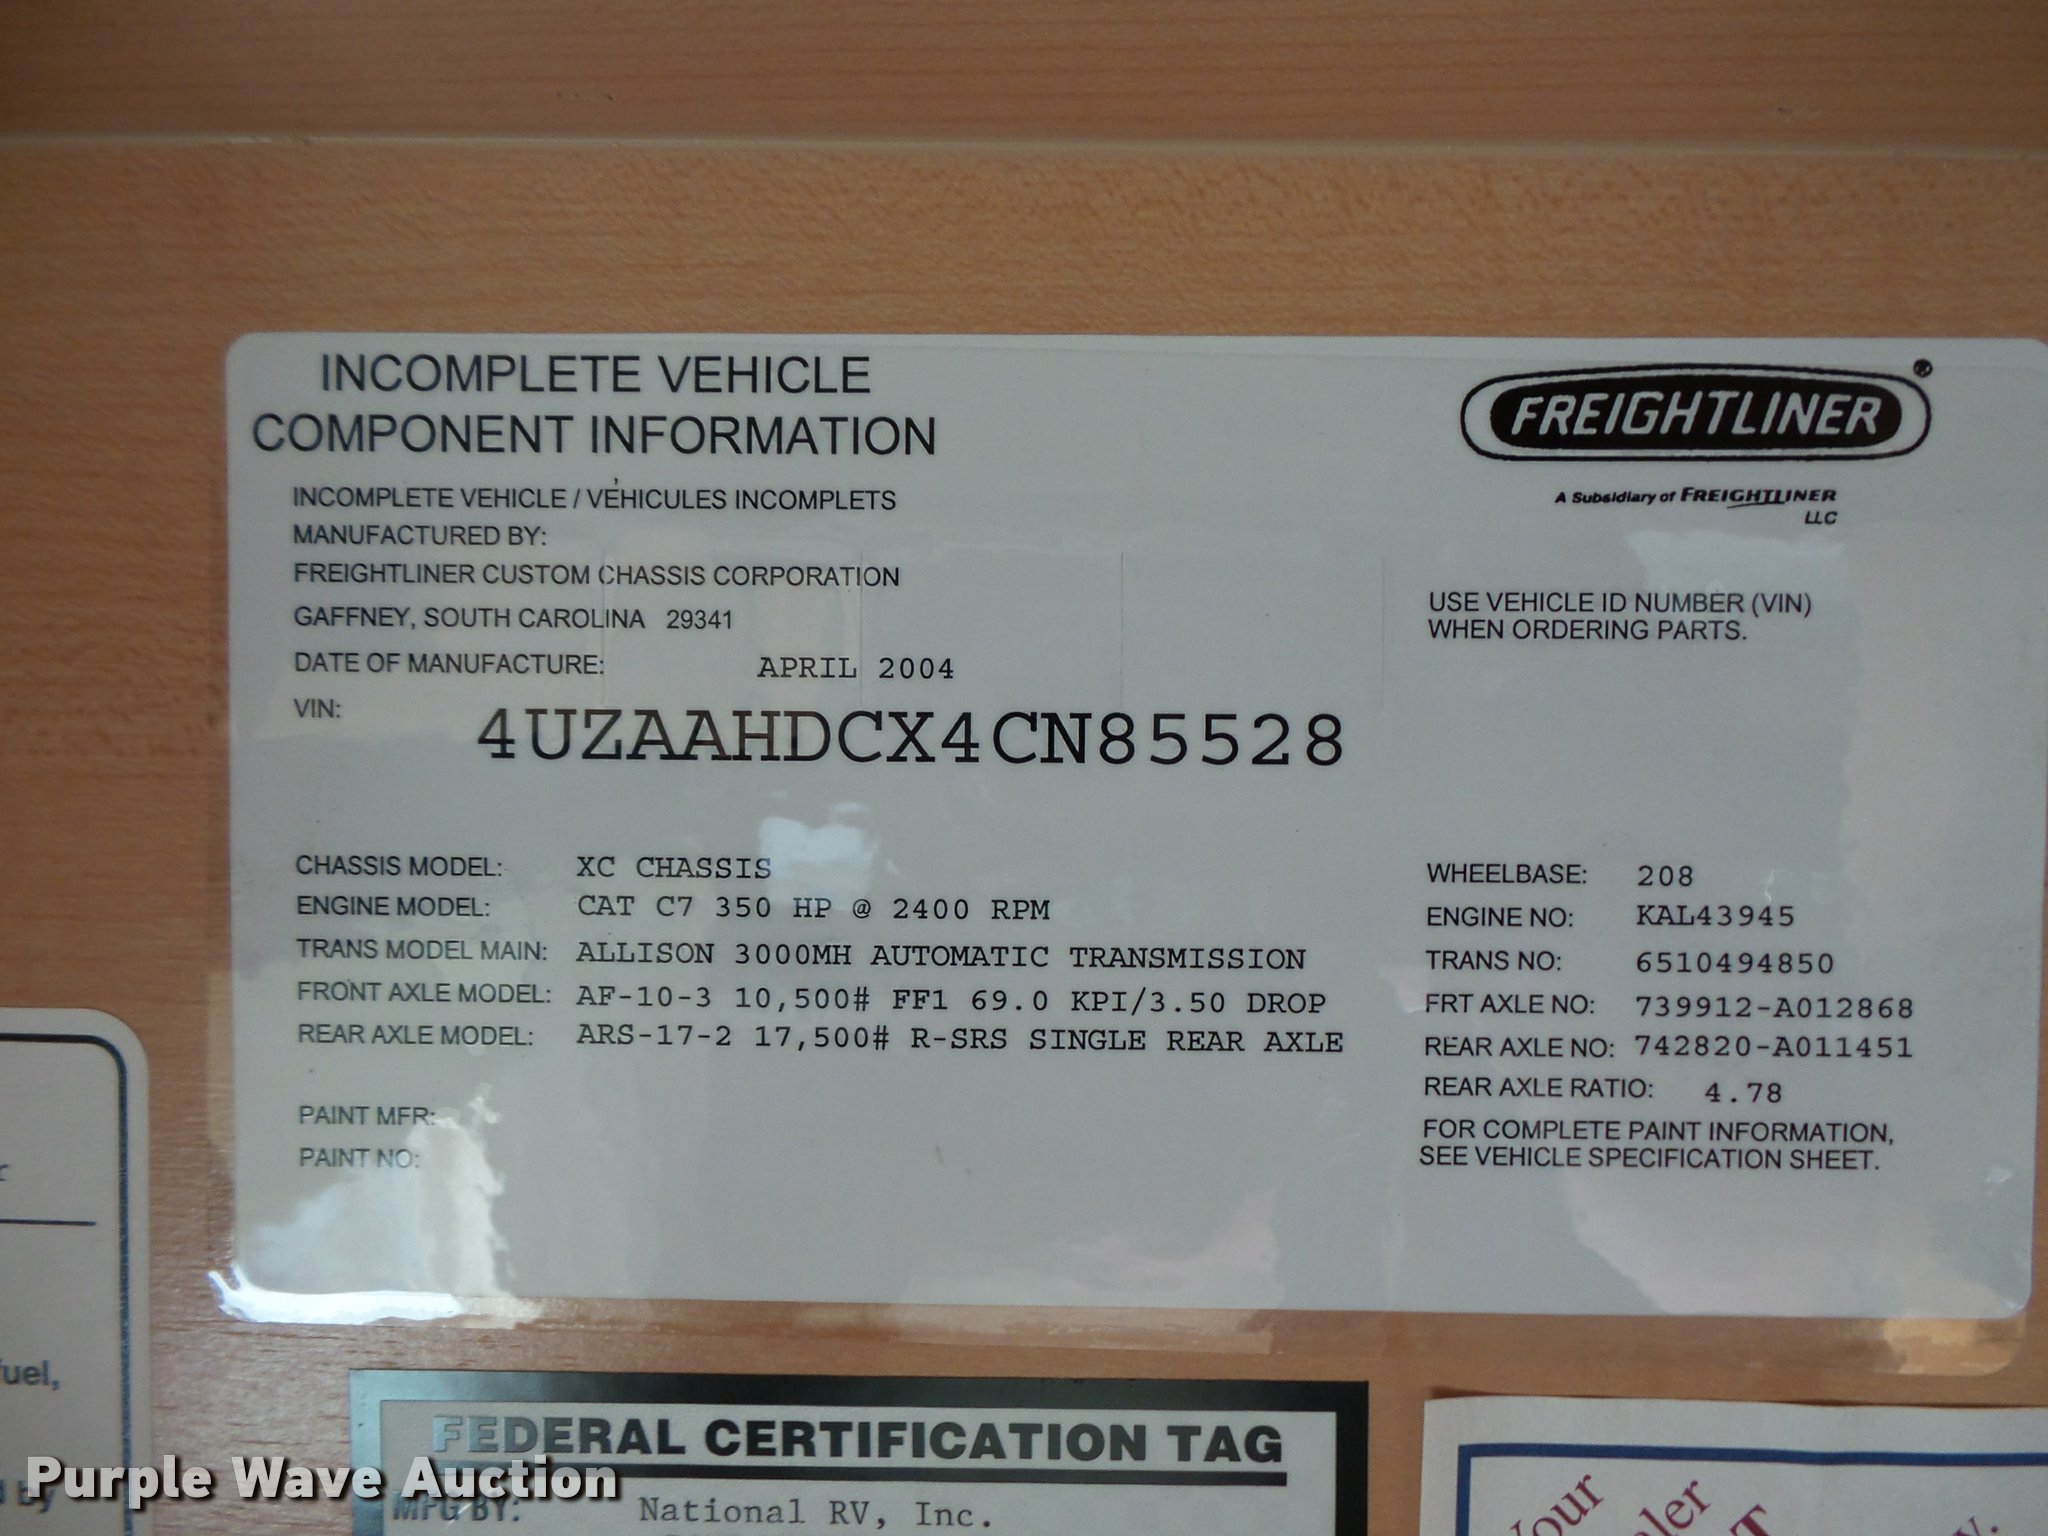 INCOMPLETE VEHICLE
COMPONENT INFORMATION
INCOMPLETE VEHICLE / VÉHICULES INCOMPLETS
MANUFACTURED BY:
FREIGHTLINER CUSTOM CHASSIS CORPORATION
GAFFNEY, SOUTH CAROLINA 29341
DATE OF MANUFACTURE: APRIL 2004
VIN: 4UZAAHDCX4CN85528
FREIGHTLINER®
A Subsidiary of FREIGHTLINER
LLC
USE VEHICLE ID NUMBER (VIN)
WHEN ORDERING PARTS.
CHASSIS MODEL: XC CHASSIS
ENGINE MODEL: CAT C7 350 HP @ 2400 RPM
TRANS MODEL MAIN: ALLISON 3000MH AUTOMATIC TRANSMISSION
FRONT AXLE MODEL: AF-10-3 10,500# FF1 69.0 KPI/3.50 DROP
REAR AXLE MODEL: ARS-17-2 17,500# R-SRS SINGLE REAR AXLE
PAINT MFR:
PAINT NO:
WHEELBASE: 208
ENGINE NO: KAL43945
TRANS NO: 6510494850
FRT AXLE NO: 739912-A012868
REAR AXLE NO: 742820-A011451
REAR AXLE RATIO: 4.78
FOR COMPLETE PAINT INFORMATION,
SEE VEHICLE SPECIFICATION SHEET.
fuel,
by
FEDERAL CERTIFICATION TAG
MFG BY: National RV, Inc.
Your
Purple Wave Auction